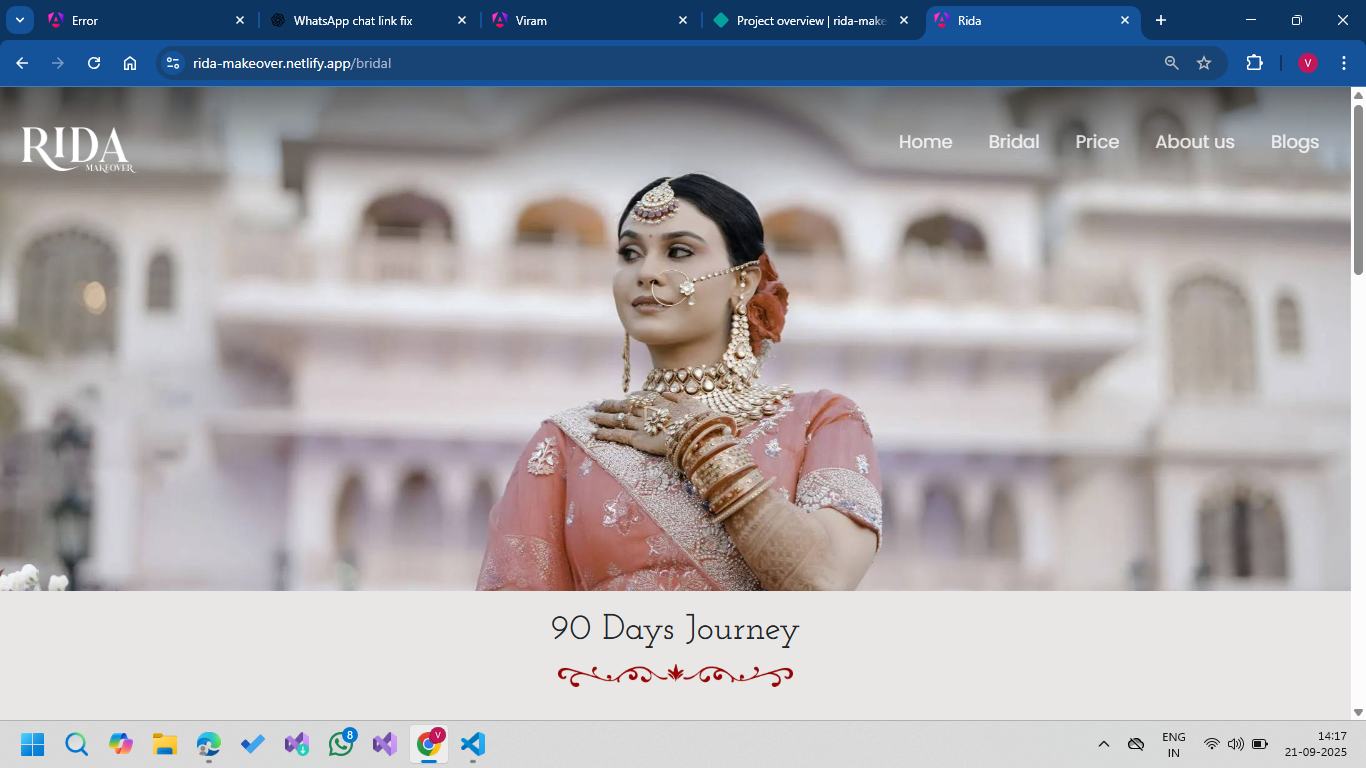 Error
WhatsApp chat link fix
Viram
Project overview | rida-make
Rida
rida-makeover.netlify.app/bridal
V
RIDA
MAKEOVER
Home
Bridal
Price
About us
Blogs
90 Days Journey
8
V
ENG
IN
14:17
21-09-2025